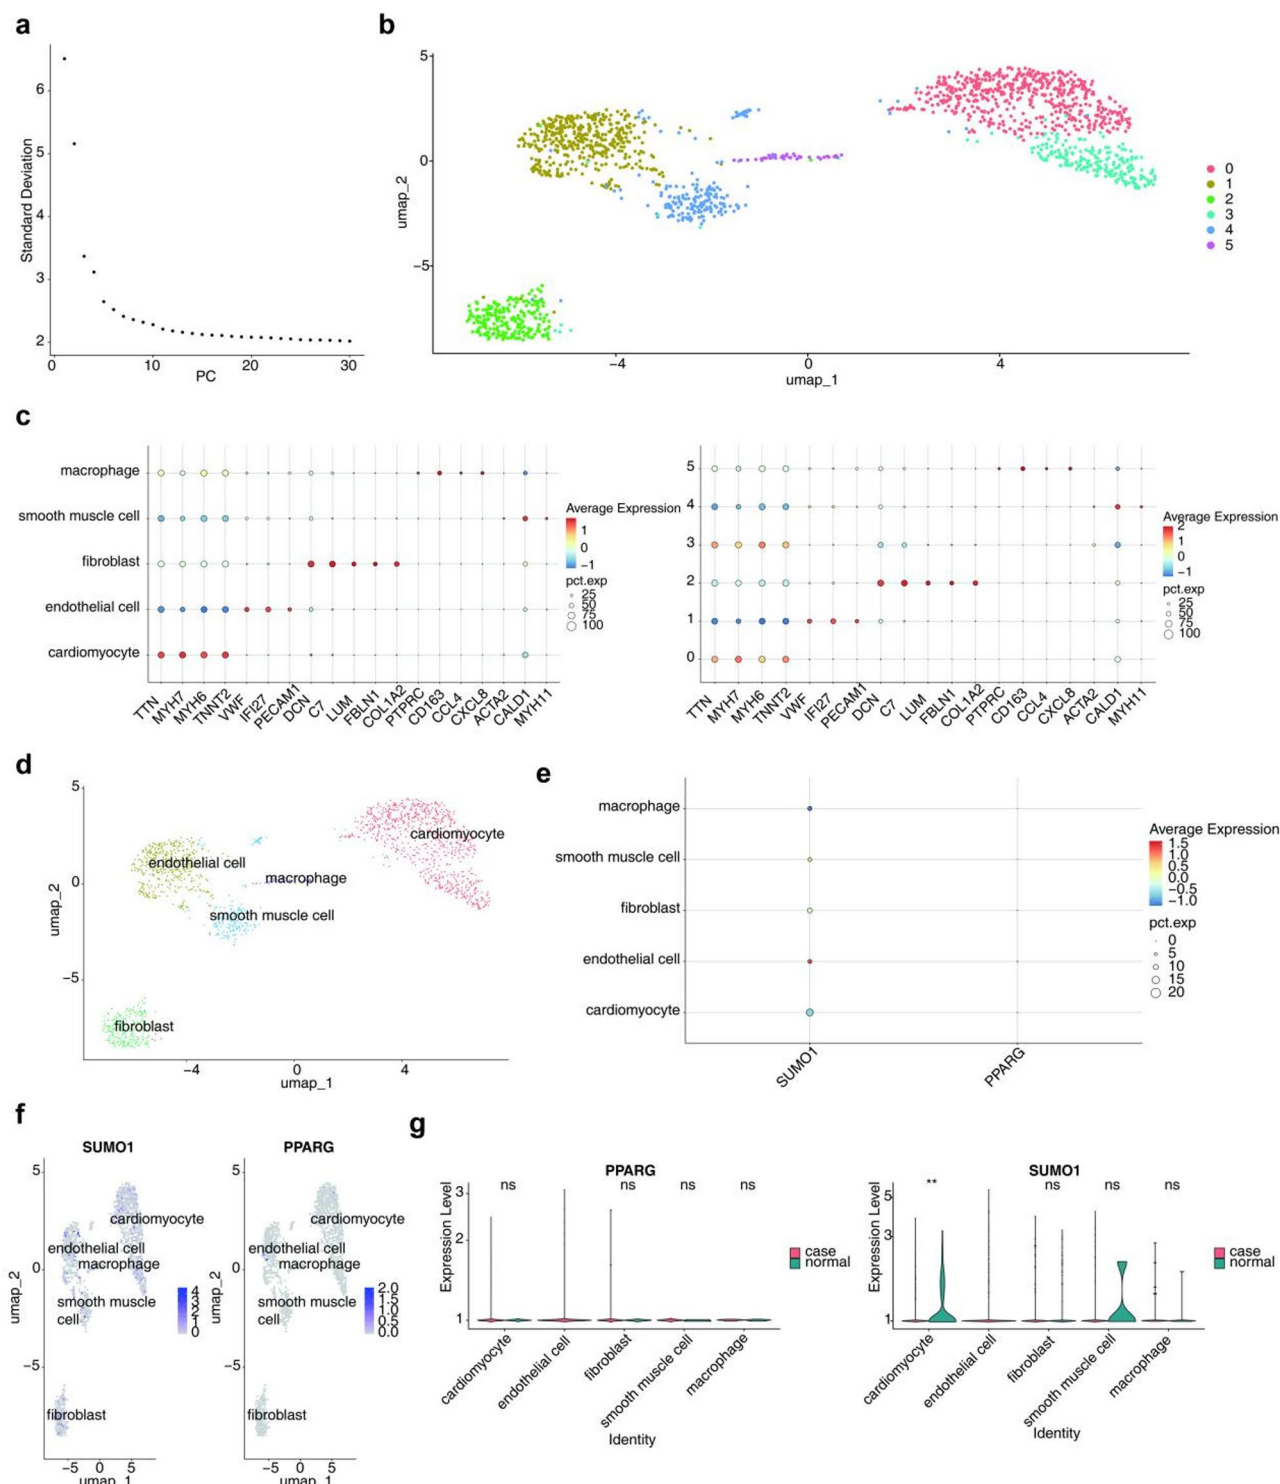 a
6
5
4
3
2
Standard Deviation
0
10
20
30
PC
b
5
0
−5
umap_2
−4
0
4
umap_1
0
1
2
3
4
5
c
macrophage
smooth muscle cell
fibroblast
endothelial cell
cardiomyocyte
TTN
MYH7
MYH6
TNNT2
VWF
IFI27
PECAM1
DCN
C7
LUM
FBLN1
COL1A2
PTPRC
CD163
CCL4
CXCL8
ACTA2
CALD1
MYH11
Average Expression
1
0
−1
pct.exp
25
50
75
100
5
4
3
2
1
0
TTN
MYH7
MYH6
TNNT2
VWF
IFI27
PECAM1
DCN
C7
LUM
FBLN1
COL1A2
PTPRC
CD163
CCL4
CXCL8
ACTA2
CALD1
MYH11
Average Expression
2
1
0
−1
pct.exp
25
50
75
100
d
5
0
−5
umap_2
cardiomyocyte
endothelial cell
macrophage
smooth muscle cell
fibroblast
−4
0
4
umap_1
e
macrophage
smooth muscle cell
fibroblast
endothelial cell
cardiomyocyte
SUMO1
PPARG
Average Expression
1.5
1.0
0.5
0.0
−0.5
−1.0
pct.exp
0
5
10
15
20
f
SUMO1
5
0
−5
umap_2
cardiomyocyte
endothelial cell
macrophage
smooth muscle
cell
fibroblast
4
3
2
1
0
−5
0
5
umap_1
PPARG
5
0
−5
umap_2
cardiomyocyte
endothelial cell
macrophage
smooth muscle
cell
fibroblast
2.0
1.5
1.0
0.5
0.0
−5
0
5
umap_1
g
PPARG
ns
ns
ns
ns
3
2
1
Expression Level
cardiomyocyte
endothelial cell
fibroblast
smooth muscle cell
macrophage
Identity
case
normal
SUMO1
**
ns
ns
ns
5
3
1
Expression Level
cardiomyocyte
endothelial cell
fibroblast
smooth muscle cell
macrophage
Identity
case
normal